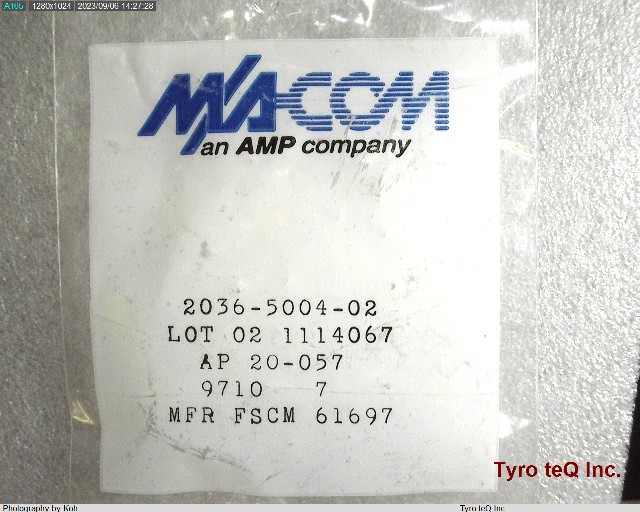 A165 1280x1024 2023/09/06 14:27:28
M/A-COM
an AMP company
2036-5004-02
LOT 02 1114067
AP 20-057
9710 7
MFR FSCM 61697
Tyro teQ Inc.
Photography by Koh Tyro teQ Inc